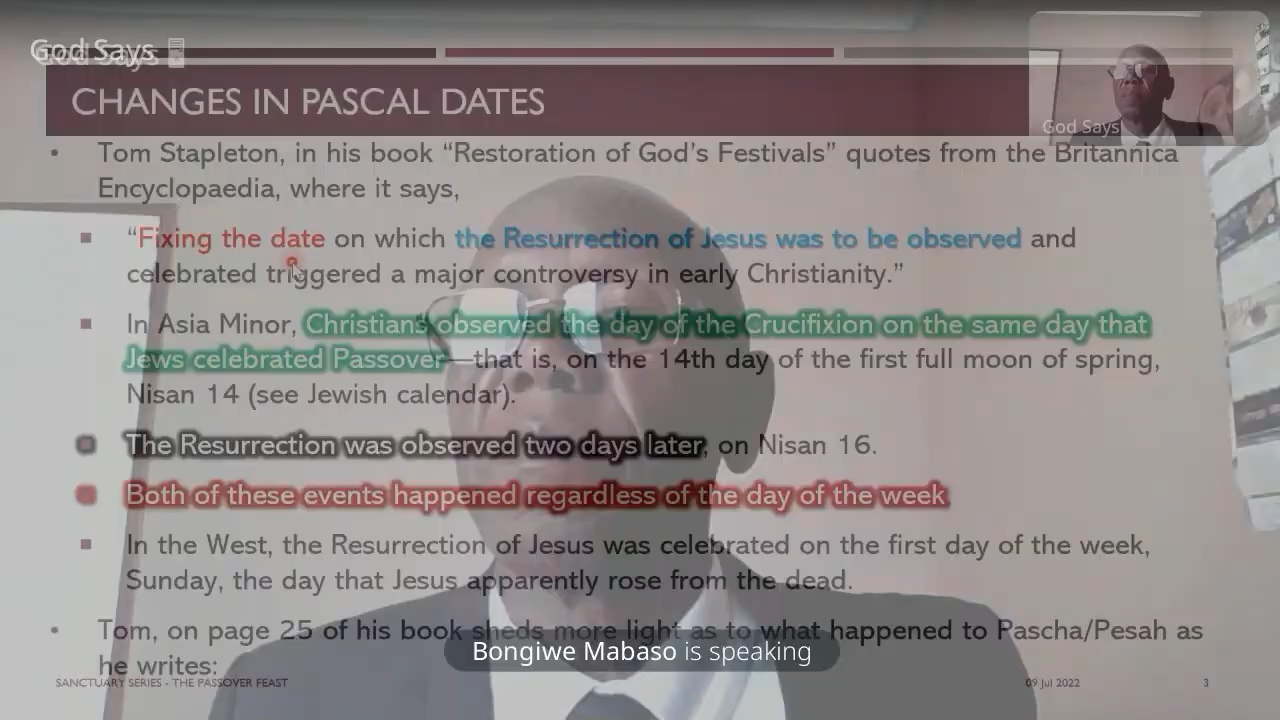 God Says
CHANGES IN PASCAL DATES
God Says
• Tom Stapleton, in his book “Restoration of God’s Festivals” quotes from the Britannica
Encyclopaedia, where it says,
▪ “Fixing the date on which the Resurrection of Jesus was to be observed and
celebrated triggered a major controversy in early Christianity.”
▪ In Asia Minor, Christians observed the day of the Crucifixion on the same day that
Jews celebrated Passover—that is, on the 14th day of the first full moon of spring,
Nisan 14 (see Jewish calendar).
▪ The Resurrection was observed two days later, on Nisan 16.
▪ Both of these events happened regardless of the day of the week
▪ In the West, the Resurrection of Jesus was celebrated on the first day of the week,
Sunday, the day that Jesus apparently rose from the dead.
• Tom, on page 25 of his book sheds more light as to what happened to Pascha/Pesah as
he writes:
Bongiwe Mabaso is speaking
SANCTUARY SERIES - THE PASSOVER FEAST
09 Jul 2022
3